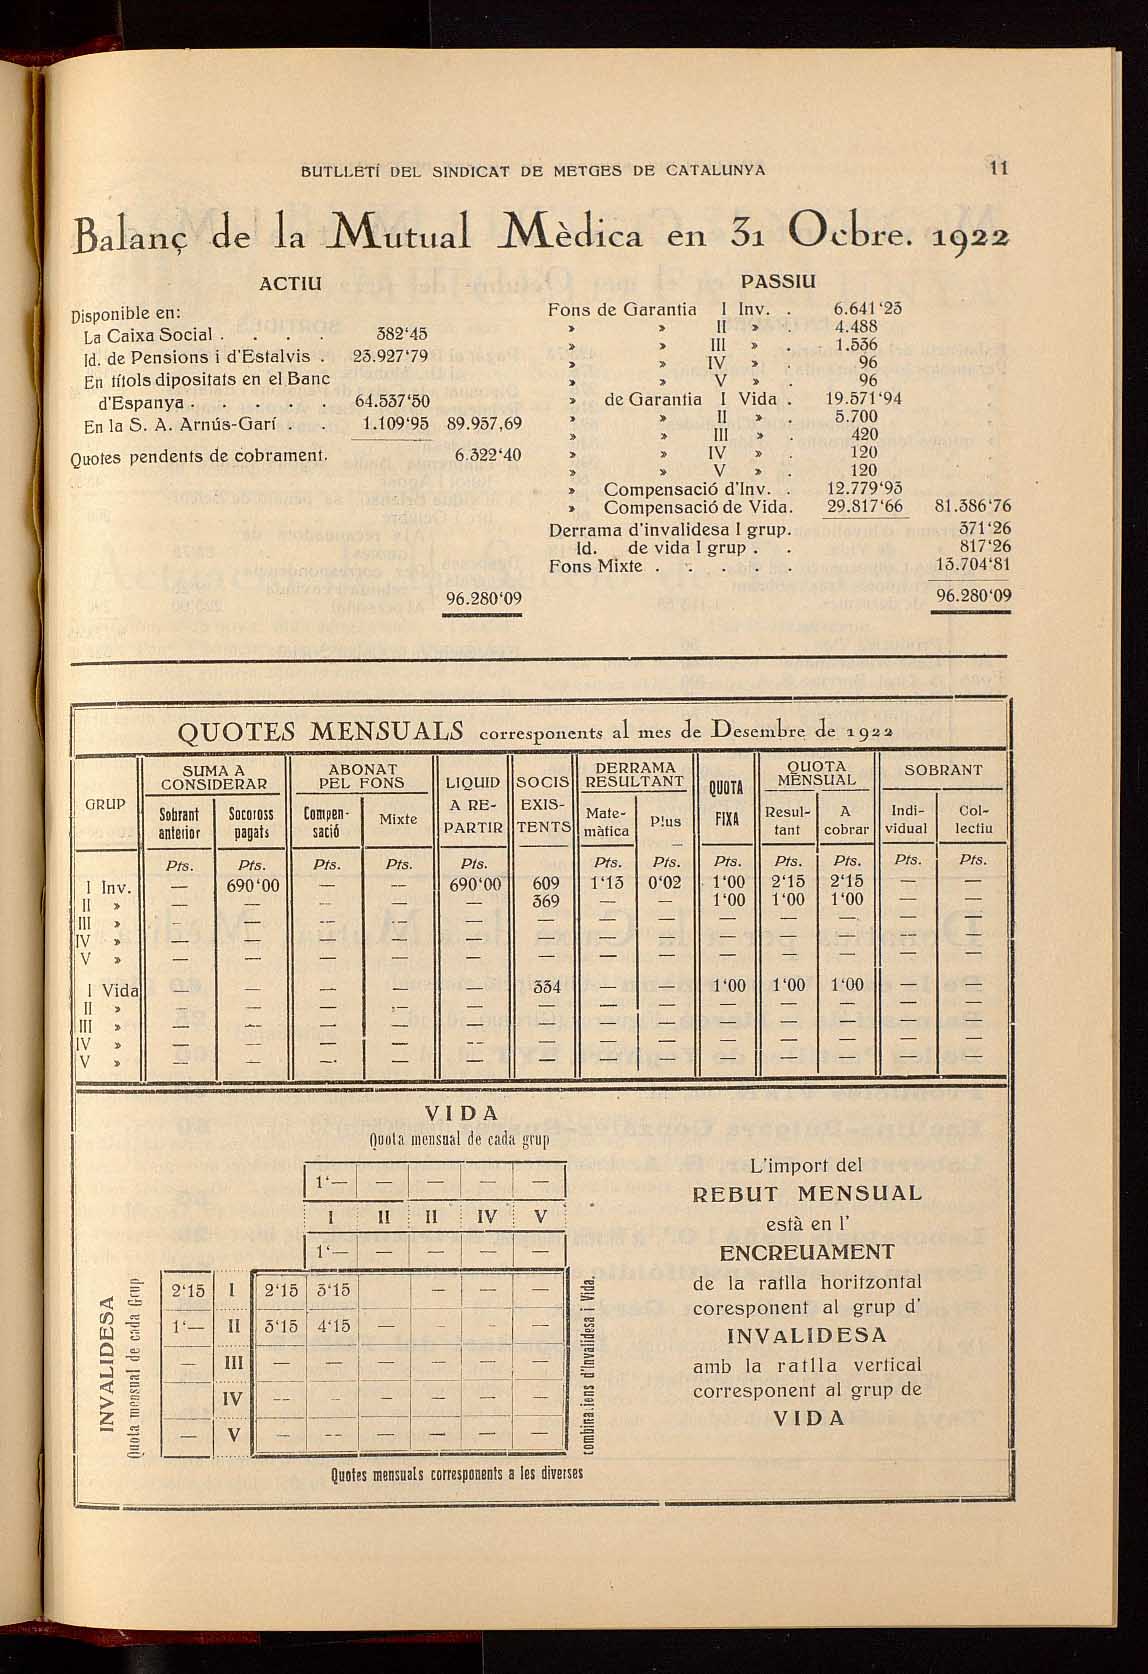 BUTLLETÍ DEL SINDICAT DE METGES DE CATALUNYA 11
Balanç de la Mutual Mèdica en 31 Ocbre. 1922
ACTIU
Disponible en:
La Caixa Social . . . . 382‘45
Id. de Pensions i d'Estalvis . 23.927‘79
En títols dipositats en el Banc
d'Espanya . . . . . 64.537‘50
En la S. A. Arnús-Garí . . 1.109‘95 89.957,69
Quotes pendents de cobrament. 6.322‘40
96.280‘09
PASSIU
Fons de Garantia I Inv. . 6.641‘23
» » II » . 4.488
» » III » . 1.536
» » IV » . 96
» » V » . 96
» de Garantia I Vida . 19.571‘94
» » II » . 5.700
» » III » . 420
» » IV » . 120
» » V » . 120
» Compensació d'Inv. . 12.779‘93
» Compensació de Vida. 29.817‘66 81.386‘76
Derrama d'invalidesa I grup. 371‘26
Id. de vida I grup . . 817‘26
Fons Mixte . . . . . . 13.704‘81
96.280‘09
QUOTES MENSUALS corresponents al mes de Desembre de 1922
GRUP
SUMA A CONSIDERAR
Sobrant anterior
Socoross pagats
ABONAT PEL FONS
Compensació
Mixte
LIQUID A REPARTIR
SOCIS EXISTENTS
DERRAMA RESULTANT
Matemàtica
Plus
QUOTA FIXA
QUOTA MENSUAL
Resultant
A cobrar
SOBRANT
Individual
Col-lectiu
Pts. Pts. Pts. Pts. Pts. Pts. Pts. Pts. Pts. Pts. Pts. Pts.
I Inv. — 690‘00 — — 690‘00 609 1‘13 0‘02 1‘00 2‘15 2‘15 — —
II » — — — — — 369 — — 1‘00 1‘00 1‘00 — —
III » — — — — — — — — — — — — —
IV » — — — — — — — — — — — — —
V » — — — — — — — — — — — — —
I Vida — — — — — 334 — — 1‘00 1‘00 1‘00 — —
II » — — — — — — — — — — — — —
III » — — — — — — — — — — — — —
IV » — — — — — — — — — — — — —
V » — — — — — — — — — — — — —
VIDA
Quota mensual de cada grup
1‘— — — — —
I II II IV V
1‘— — — — —
INVALIDESA
Quota mensual de cada Grup
2‘15 I 2‘15 3‘15 — — —
1‘— II 3‘15 4‘15 — — — —
— III — — — — — —
— IV — — — — — —
— V — — — — — —
combinacions d'invalidesa i Vida
Quotes mensuals corresponents a les diverses
L'import del
REBUT MENSUAL
està en l'
ENCREUAMENT
de la ratlla horitzontal
coresponent al grup d'
INVALIDESA
amb la ratlla vertical
corresponent al grup de
VIDA